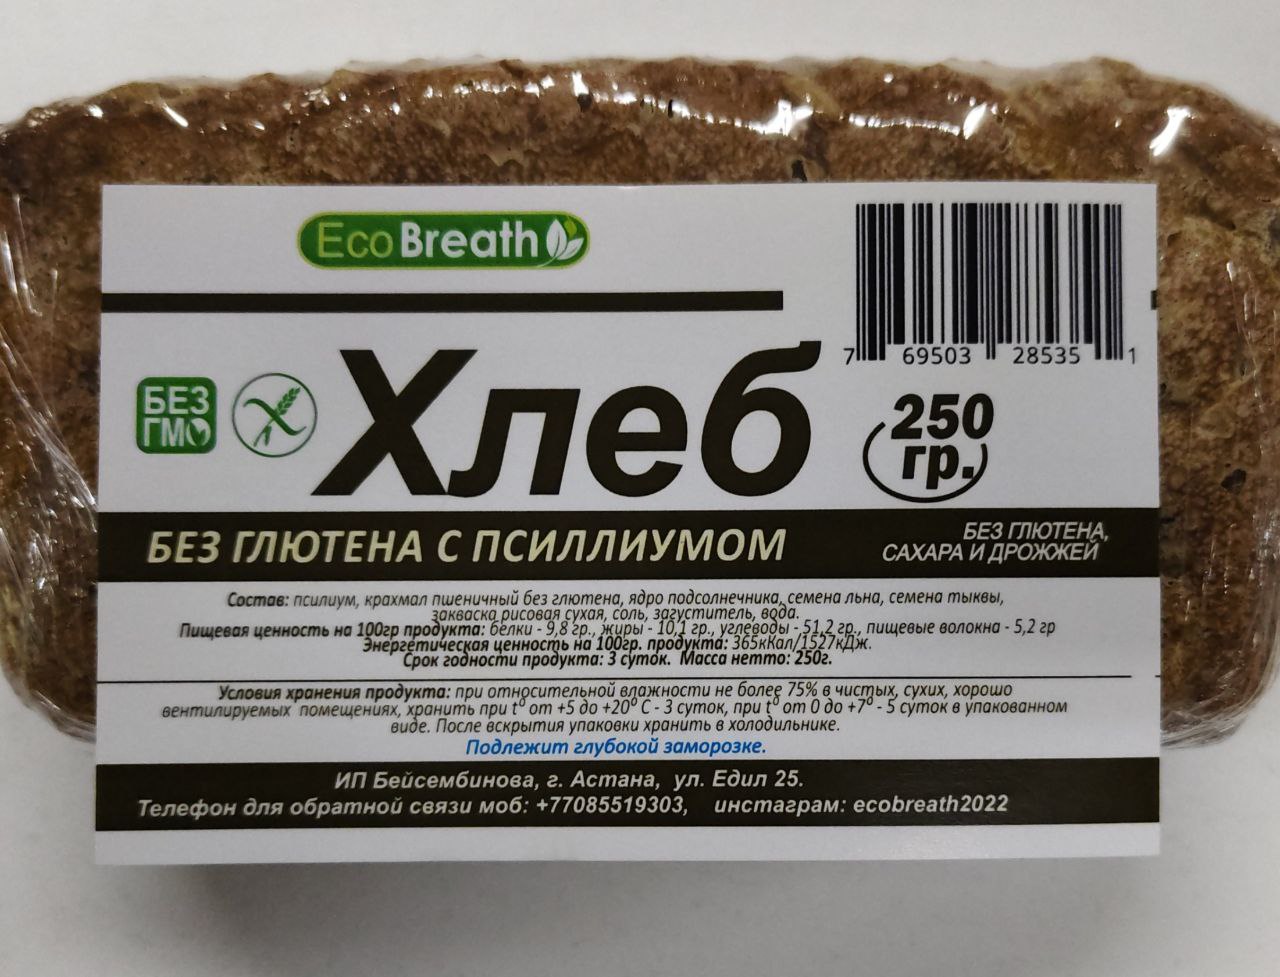 EcoBreath
7 69503 28535 1
БЕЗ
ГМО
Хлеб
250
гр.
БЕЗ ГЛЮТЕНА С ПСИЛЛИУМОМ
БЕЗ ГЛЮТЕНА,
САХАРА И ДРОЖЖЕЙ
Состав: псилиум, крахмал пшеничный без глютена, ядро подсолнечника, семена льна, семена тыквы,
закваска рисовая сухая, соль, загуститель, вода.
Пищевая ценность на 100гр продукта: белки - 9,8 гр., жиры - 10,1 гр., углеводы - 51,2 гр., пищевые волокна - 5,2 гр
Энергетическая ценность на 100гр. продукта: 365кКал/1527кДж.
Срок годности продукта: 3 суток. Масса нетто: 250г.
Условия хранения продукта: при относительной влажности не более 75% в чистых, сухих, хорошо
вентилируемых помещениях, хранить при t⁰ от +5 до +20⁰ С - 3 суток, при t⁰ от 0 до +7⁰ - 5 суток в упакованном
виде. После вскрытия упаковки хранить в холодильнике.
Подлежит глубокой заморозке.
ИП Бейсембинова, г. Астана, ул. Едил 25.
Телефон для обратной связи моб: +77085519303, инстаграм: ecobreath2022